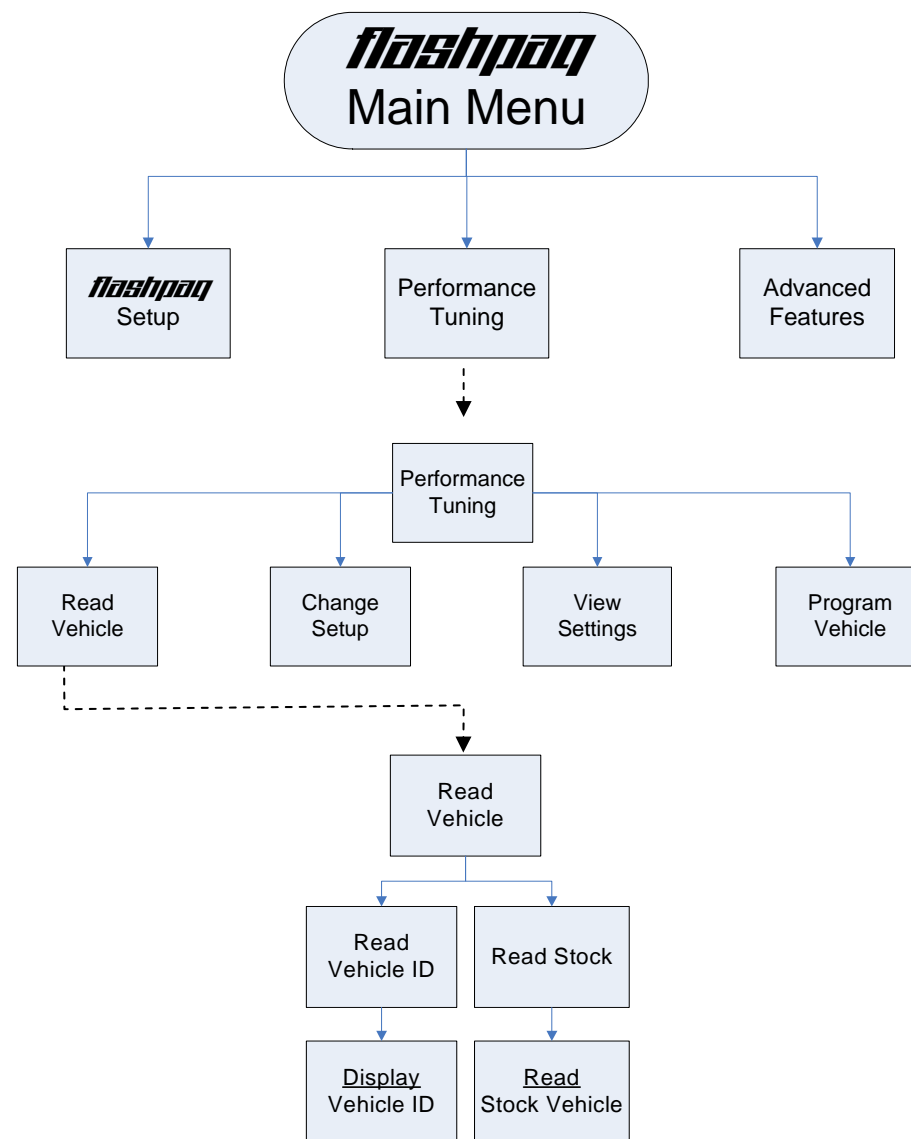 flashpaq
Main Menu
flashpaq
Setup
Performance
Tuning
Advanced
Features
Performance
Tuning
Read
Vehicle
Change
Setup
View
Settings
Program
Vehicle
Read
Vehicle
Read
Vehicle ID
Read Stock
Display
Vehicle ID
Read
Stock Vehicle